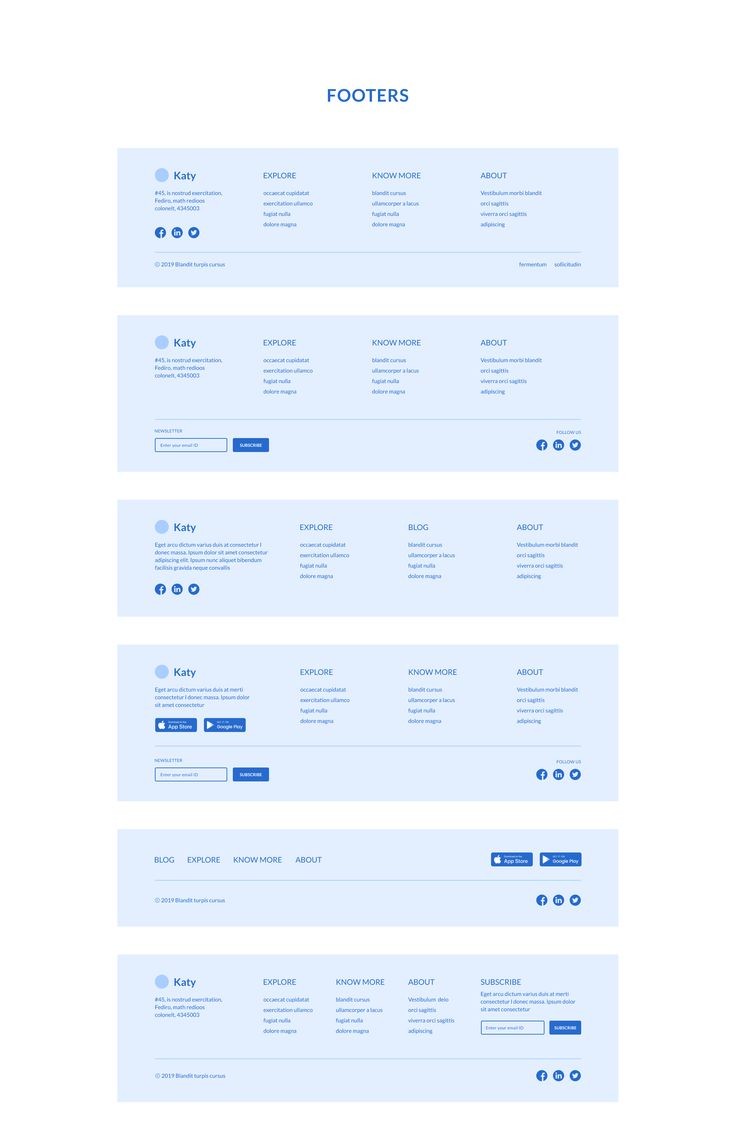 FOOTERS
Katy
#45, is nostrud exercitation,
Fediro, math redioos
colonelt, 4345003
EXPLORE
occaecat cupidatat
exercitation ullamco
fugiat nulla
dolore magna
KNOW MORE
blandit cursus
ullamcorper a lacus
fugiat nulla
dolore magna
ABOUT
Vestibulum morbi blandit
orci sagittis
viverra orci sagittis
adipiscing
© 2019 Blandit turpis cursus
fermentum sollicitudin
Katy
#45, is nostrud exercitation,
Fediro, math redioos
colonelt, 4345003
EXPLORE
occaecat cupidatat
exercitation ullamco
fugiat nulla
dolore magna
KNOW MORE
blandit cursus
ullamcorper a lacus
fugiat nulla
dolore magna
ABOUT
Vestibulum morbi blandit
orci sagittis
viverra orci sagittis
adipiscing
NEWSLETTER
Enter your email ID
SUBSCRIBE
FOLLOW US
Katy
Eget arcu dictum varius duis at consectetur l
donec massa. Ipsum dolor sit amet consectetur
adipiscing elit. Ipsum nunc aliquet bibendum
facilisis gravida neque convallis
EXPLORE
occaecat cupidatat
exercitation ullamco
fugiat nulla
dolore magna
BLOG
blandit cursus
ullamcorper a lacus
fugiat nulla
dolore magna
ABOUT
Vestibulum morbi blandit
orci sagittis
viverra orci sagittis
adipiscing
Katy
Eget arcu dictum varius duis at merti
consectetur l donec massa. Ipsum dolor
sit amet consectetur
Download on the
App Store
GET IT ON
Google Play
EXPLORE
occaecat cupidatat
exercitation ullamco
fugiat nulla
dolore magna
KNOW MORE
blandit cursus
ullamcorper a lacus
fugiat nulla
dolore magna
ABOUT
Vestibulum morbi blandit
orci sagittis
viverra orci sagittis
adipiscing
NEWSLETTER
Enter your email ID
SUBSCRIBE
FOLLOW US
BLOG EXPLORE KNOW MORE ABOUT
Download on the
App Store
GET IT ON
Google Play
© 2019 Blandit turpis cursus
Katy
#45, is nostrud exercitation,
Fediro, math redioos
colonelt, 4345003
EXPLORE
occaecat cupidatat
exercitation ullamco
fugiat nulla
dolore magna
KNOW MORE
blandit cursus
ullamcorper a lacus
fugiat nulla
dolore magna
ABOUT
Vestibulum deio
orci sagittis
viverra orci sagittis
adipiscing
SUBSCRIBE
Eget arcu dictum varius duis at merti
consectetur l donec massa. Ipsum dolor
sit amet consectetur
Enter your email ID
SUBSCRIBE
© 2019 Blandit turpis cursus